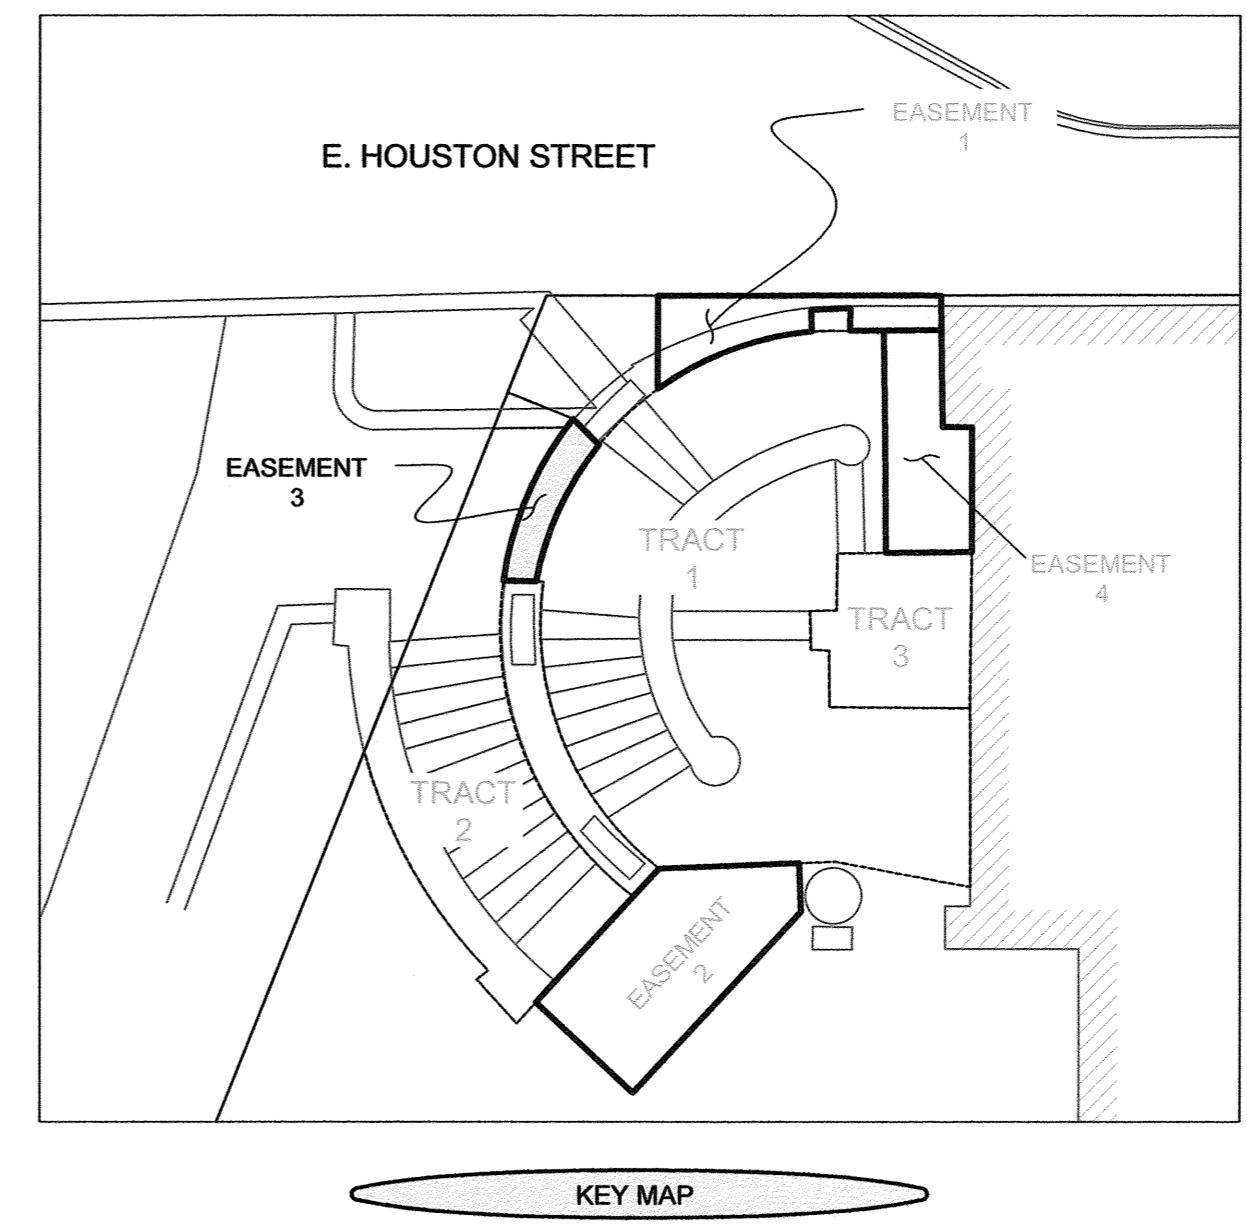 EASEMENT
1
E. HOUSTON STREET
EASEMENT
3
TRACT
1
EASEMENT
4
TRACT
3
TRACT
2
EASEMENT
2
KEY MAP